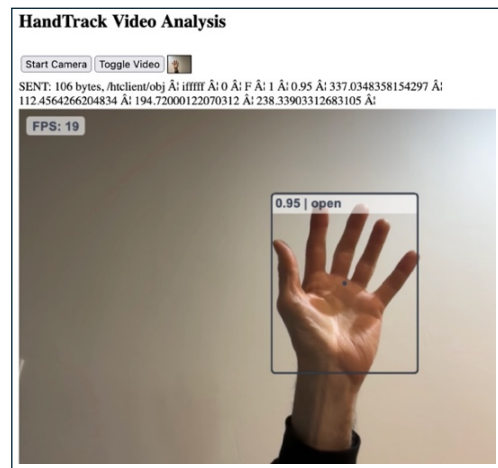 HandTrack Video Analysis
Start Camera Toggle Video
SENT: 106 bytes, /htclient/obj Â¦ ifffff Â¦ 0 Â¦ F Â¦ 1 Â¦ 0.95 Â¦ 337.0348358154297 Â¦
112.4564266204834 Â¦ 194.72000122070312 Â¦ 238.33903312683105 Â¦
FPS: 19
0.95 | open